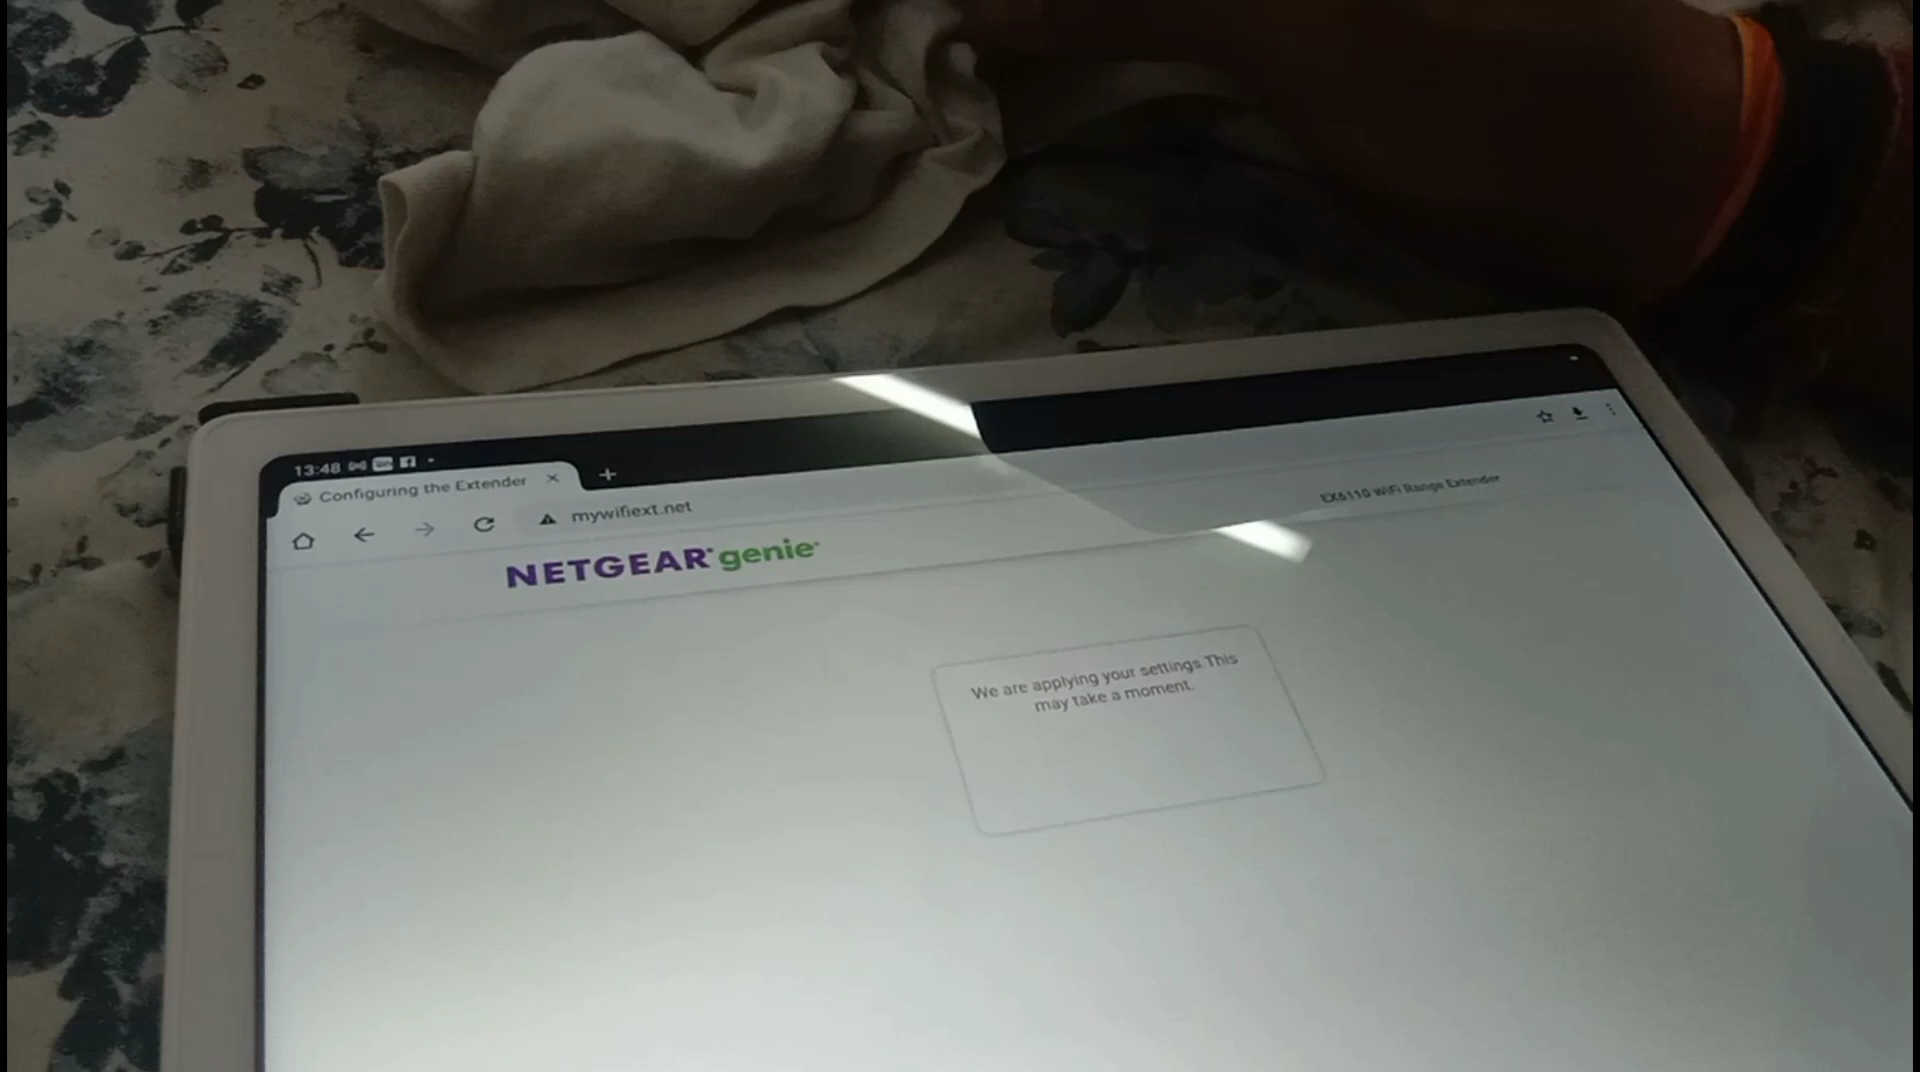 13:48
Configuring the Extender
mywifiext.net
NETGEAR genie
EX6110 WiFi Range Extender
We are applying your settings This
may take a moment.